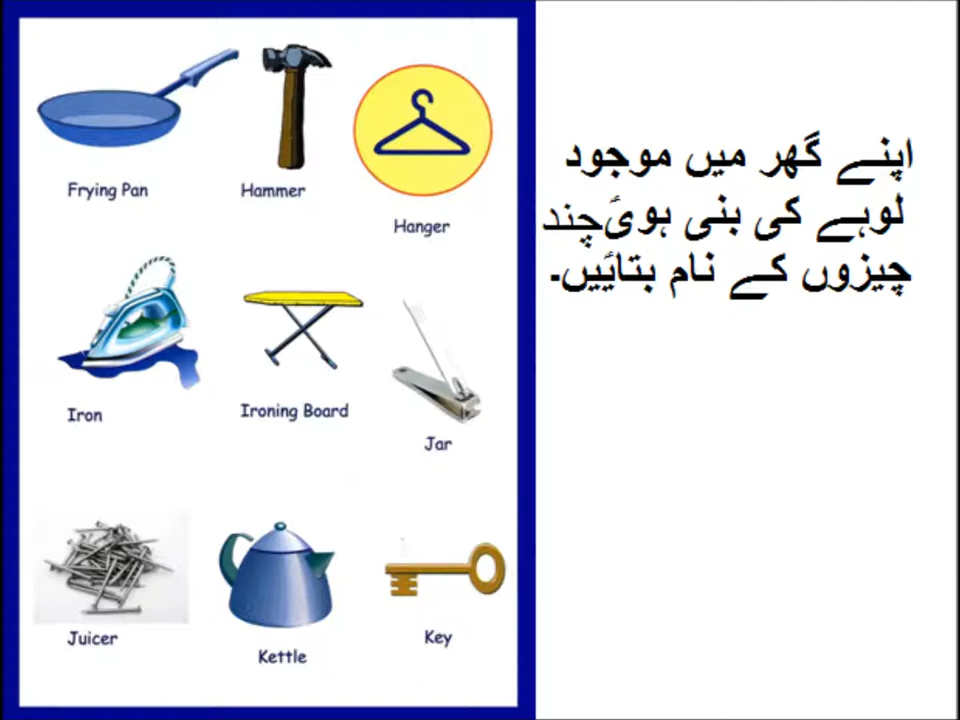 Frying Pan
Hammer
Hanger
Iron
Ironing Board
Jar
Juicer
Kettle
Key
اپنے گھر میں موجود
لوہے کی بنی ہوئ چند
چیزوں کے نام بتائیں۔